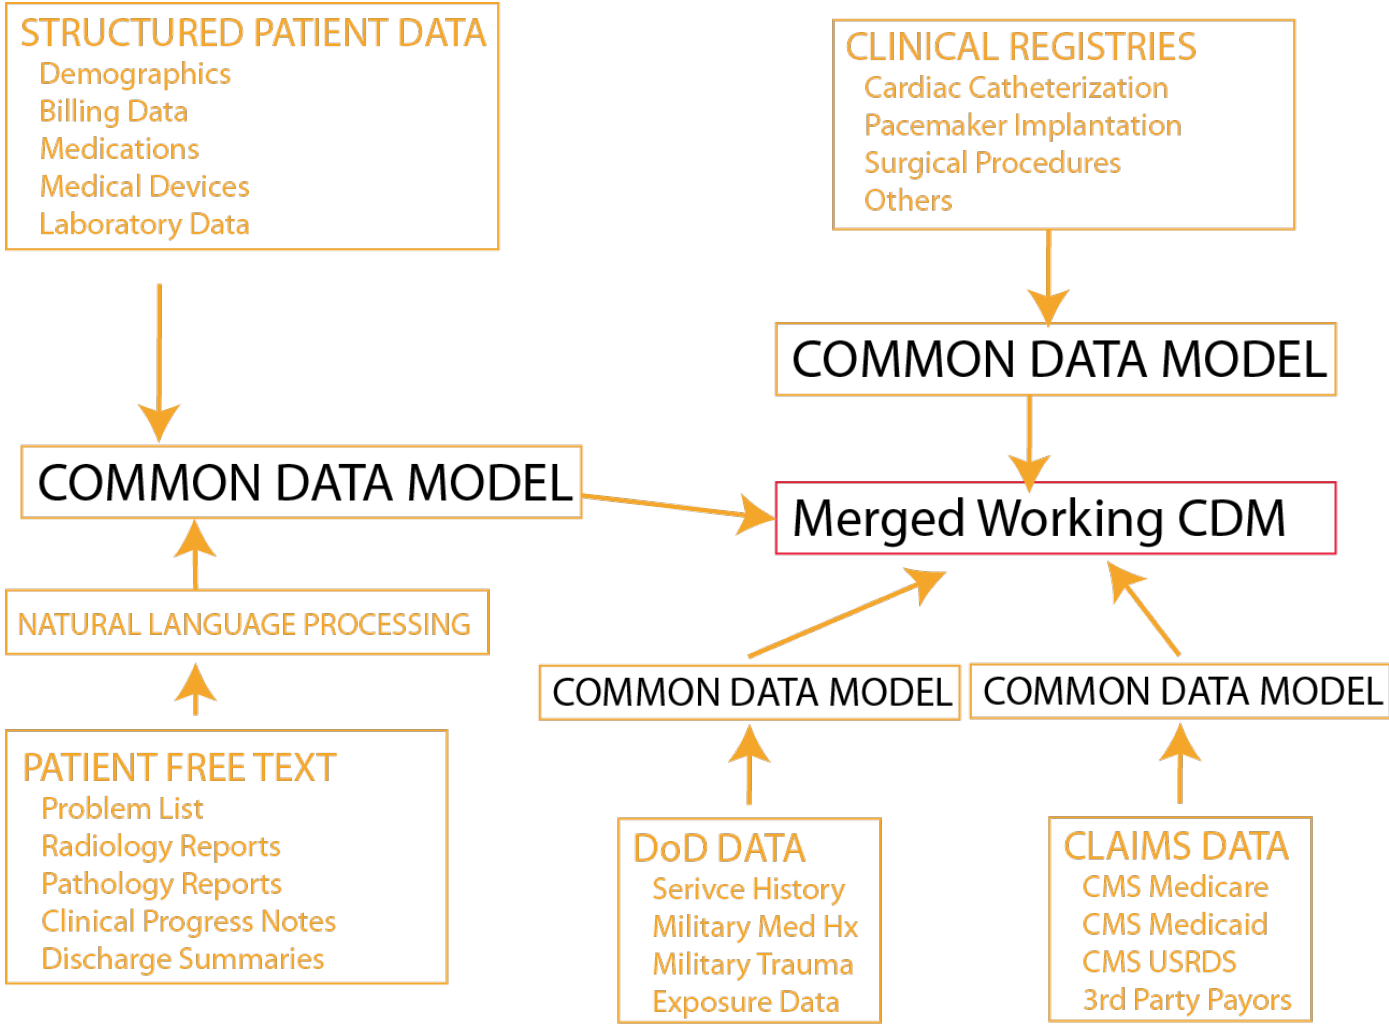 STRUCTURED PATIENT DATA
Demographics
Billing Data
Medications
Medical Devices
Laboratory Data
CLINICAL REGISTRIES
Cardiac Catheterization
Pacemaker Implantation
Surgical Procedures
Others
COMMON DATA MODEL
COMMON DATA MODEL
Merged Working CDM
NATURAL LANGUAGE PROCESSING
COMMON DATA MODEL
COMMON DATA MODEL
PATIENT FREE TEXT
Problem List
Radiology Reports
Pathology Reports
Clinical Progress Notes
Discharge Summaries
DoD DATA
Serivce History
Military Med Hx
Military Trauma
Exposure Data
CLAIMS DATA
CMS Medicare
CMS Medicaid
CMS USRDS
3rd Party Payors